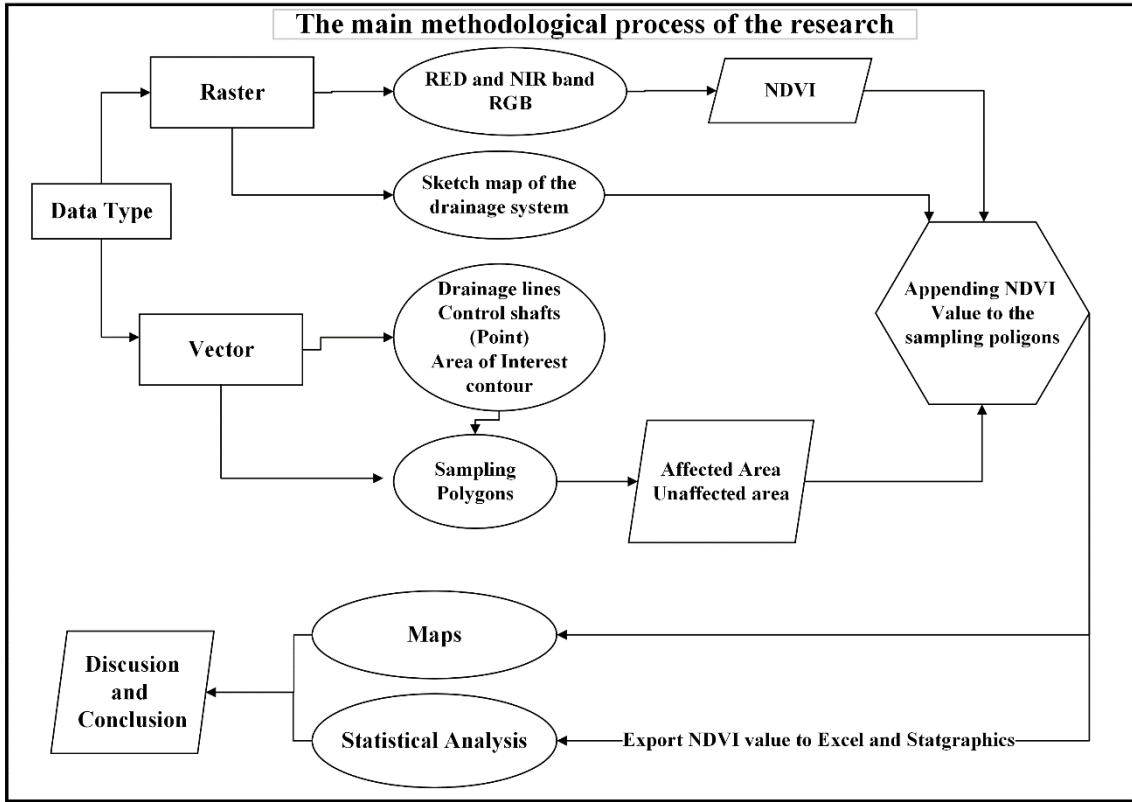 The main methodological process of the research
Raster
RED and NIR band
RGB
NDVI
Data Type
Sketch map of the
drainage system
Vector
Drainage lines
Control shafts
(Point)
Area of Interest
contour
Appending NDVI
Value to the
sampling poligons
Sampling
Polygons
Affected Area
Unaffected area
Maps
Discusion
and
Conclusion
Statistical Analysis
Export NDVI value to Excel and Statgraphics